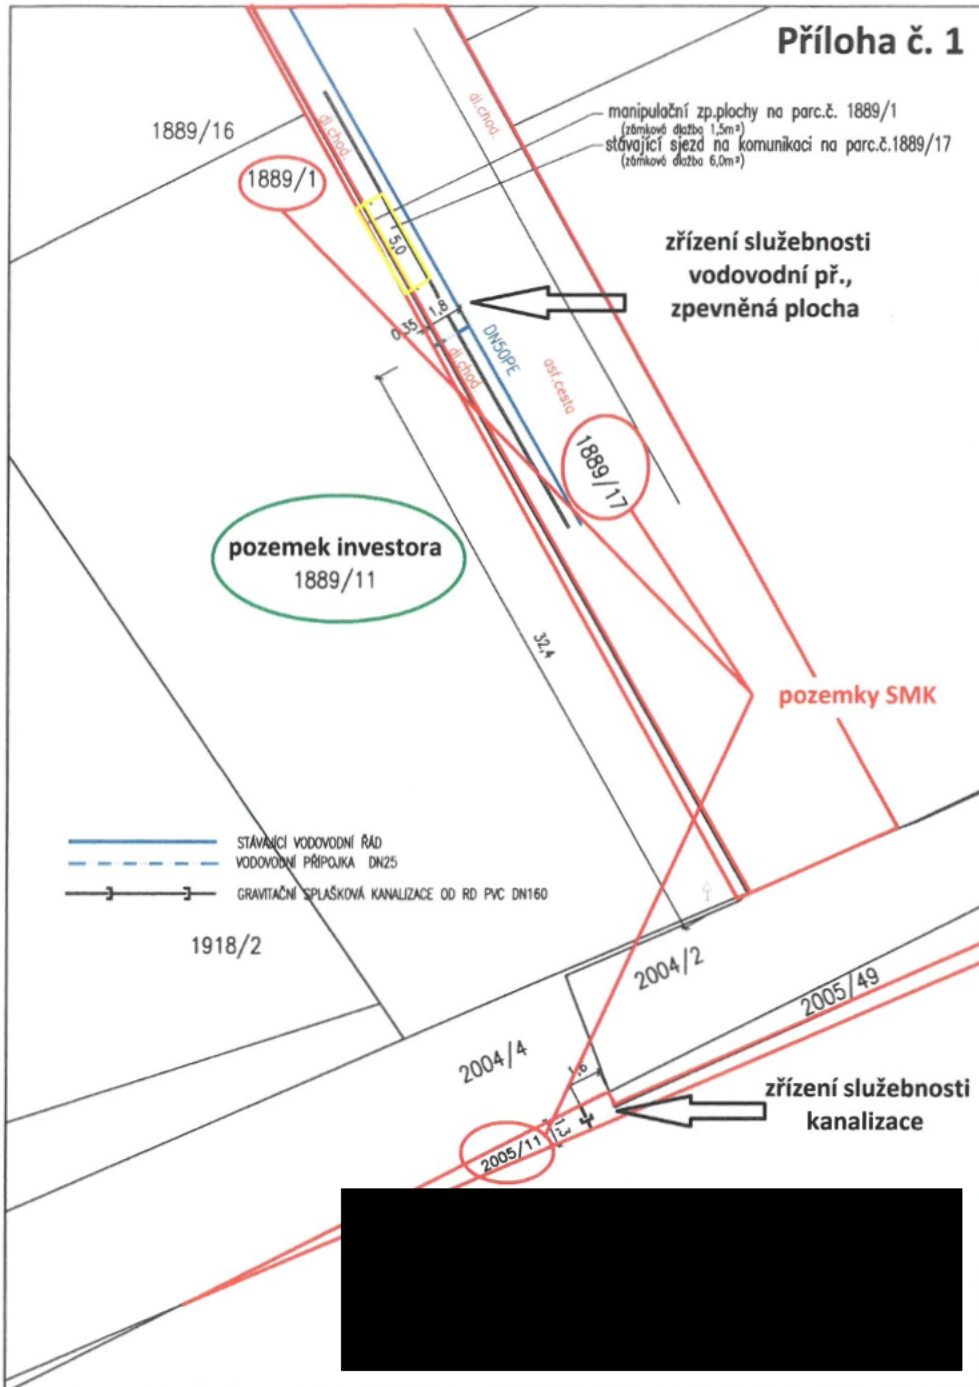 Příloha č. 1
manipulační zp.plochy na parc.č. 1889/1
(zámková dlažba 1,5m²)
stávající sjezd na komunikaci na parc.č.1889/17
(zámková dlažba 6,0m²)
1889/16
dl.chod.
dl.chod.
1889/1
zřízení služebnosti
vodovodní př.,
zpevněná plocha
5,0
1,8
0,35
dl.chod
DN50PE
asf.cesta
1889/17
pozemek investora
1889/11
32,4
pozemky SMK
STÁVAJÍCÍ VODOVODNÍ ŘÁD
VODOVODNÍ PŘÍPOJKA DN25
GRAVITAČNÍ SPLAŠKOVÁ KANALIZACE OD RD PVC DN160
1918/2
2004/2
2005/49
2004/4
1,6
zřízení služebnosti
kanalizace
1,3
2005/11